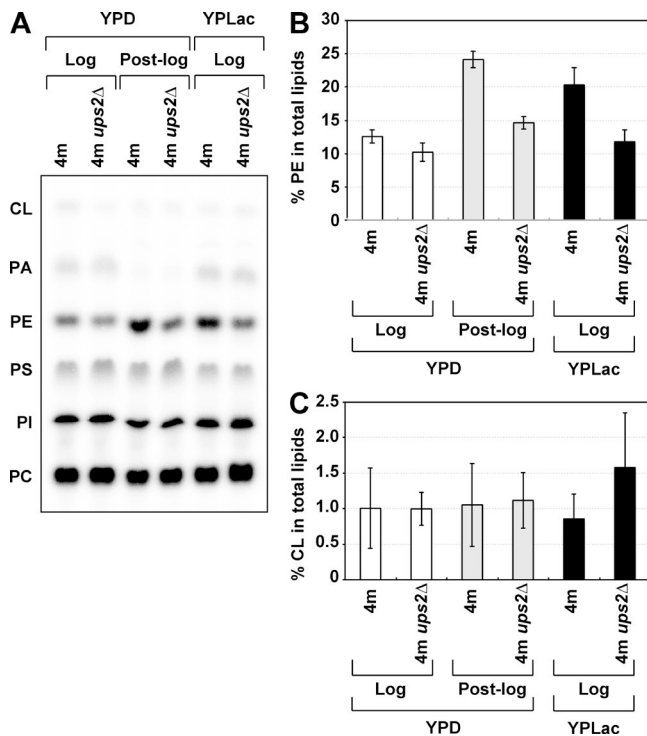 A
YPD YPLac
Log Post-log Log
4m 4m ups2Δ 4m 4m ups2Δ 4m 4m ups2Δ
CL
PA
PE
PS
PI
PC
B
% PE in total lipids
30
25
20
15
10
5
0
4m 4m ups2Δ 4m 4m ups2Δ 4m 4m ups2Δ
Log Post-log Log
YPD YPLac
C
% CL in total lipids
2.5
2.0
1.5
1.0
0.5
0
4m 4m ups2Δ 4m 4m ups2Δ 4m 4m ups2Δ
Log Post-log Log
YPD YPLac